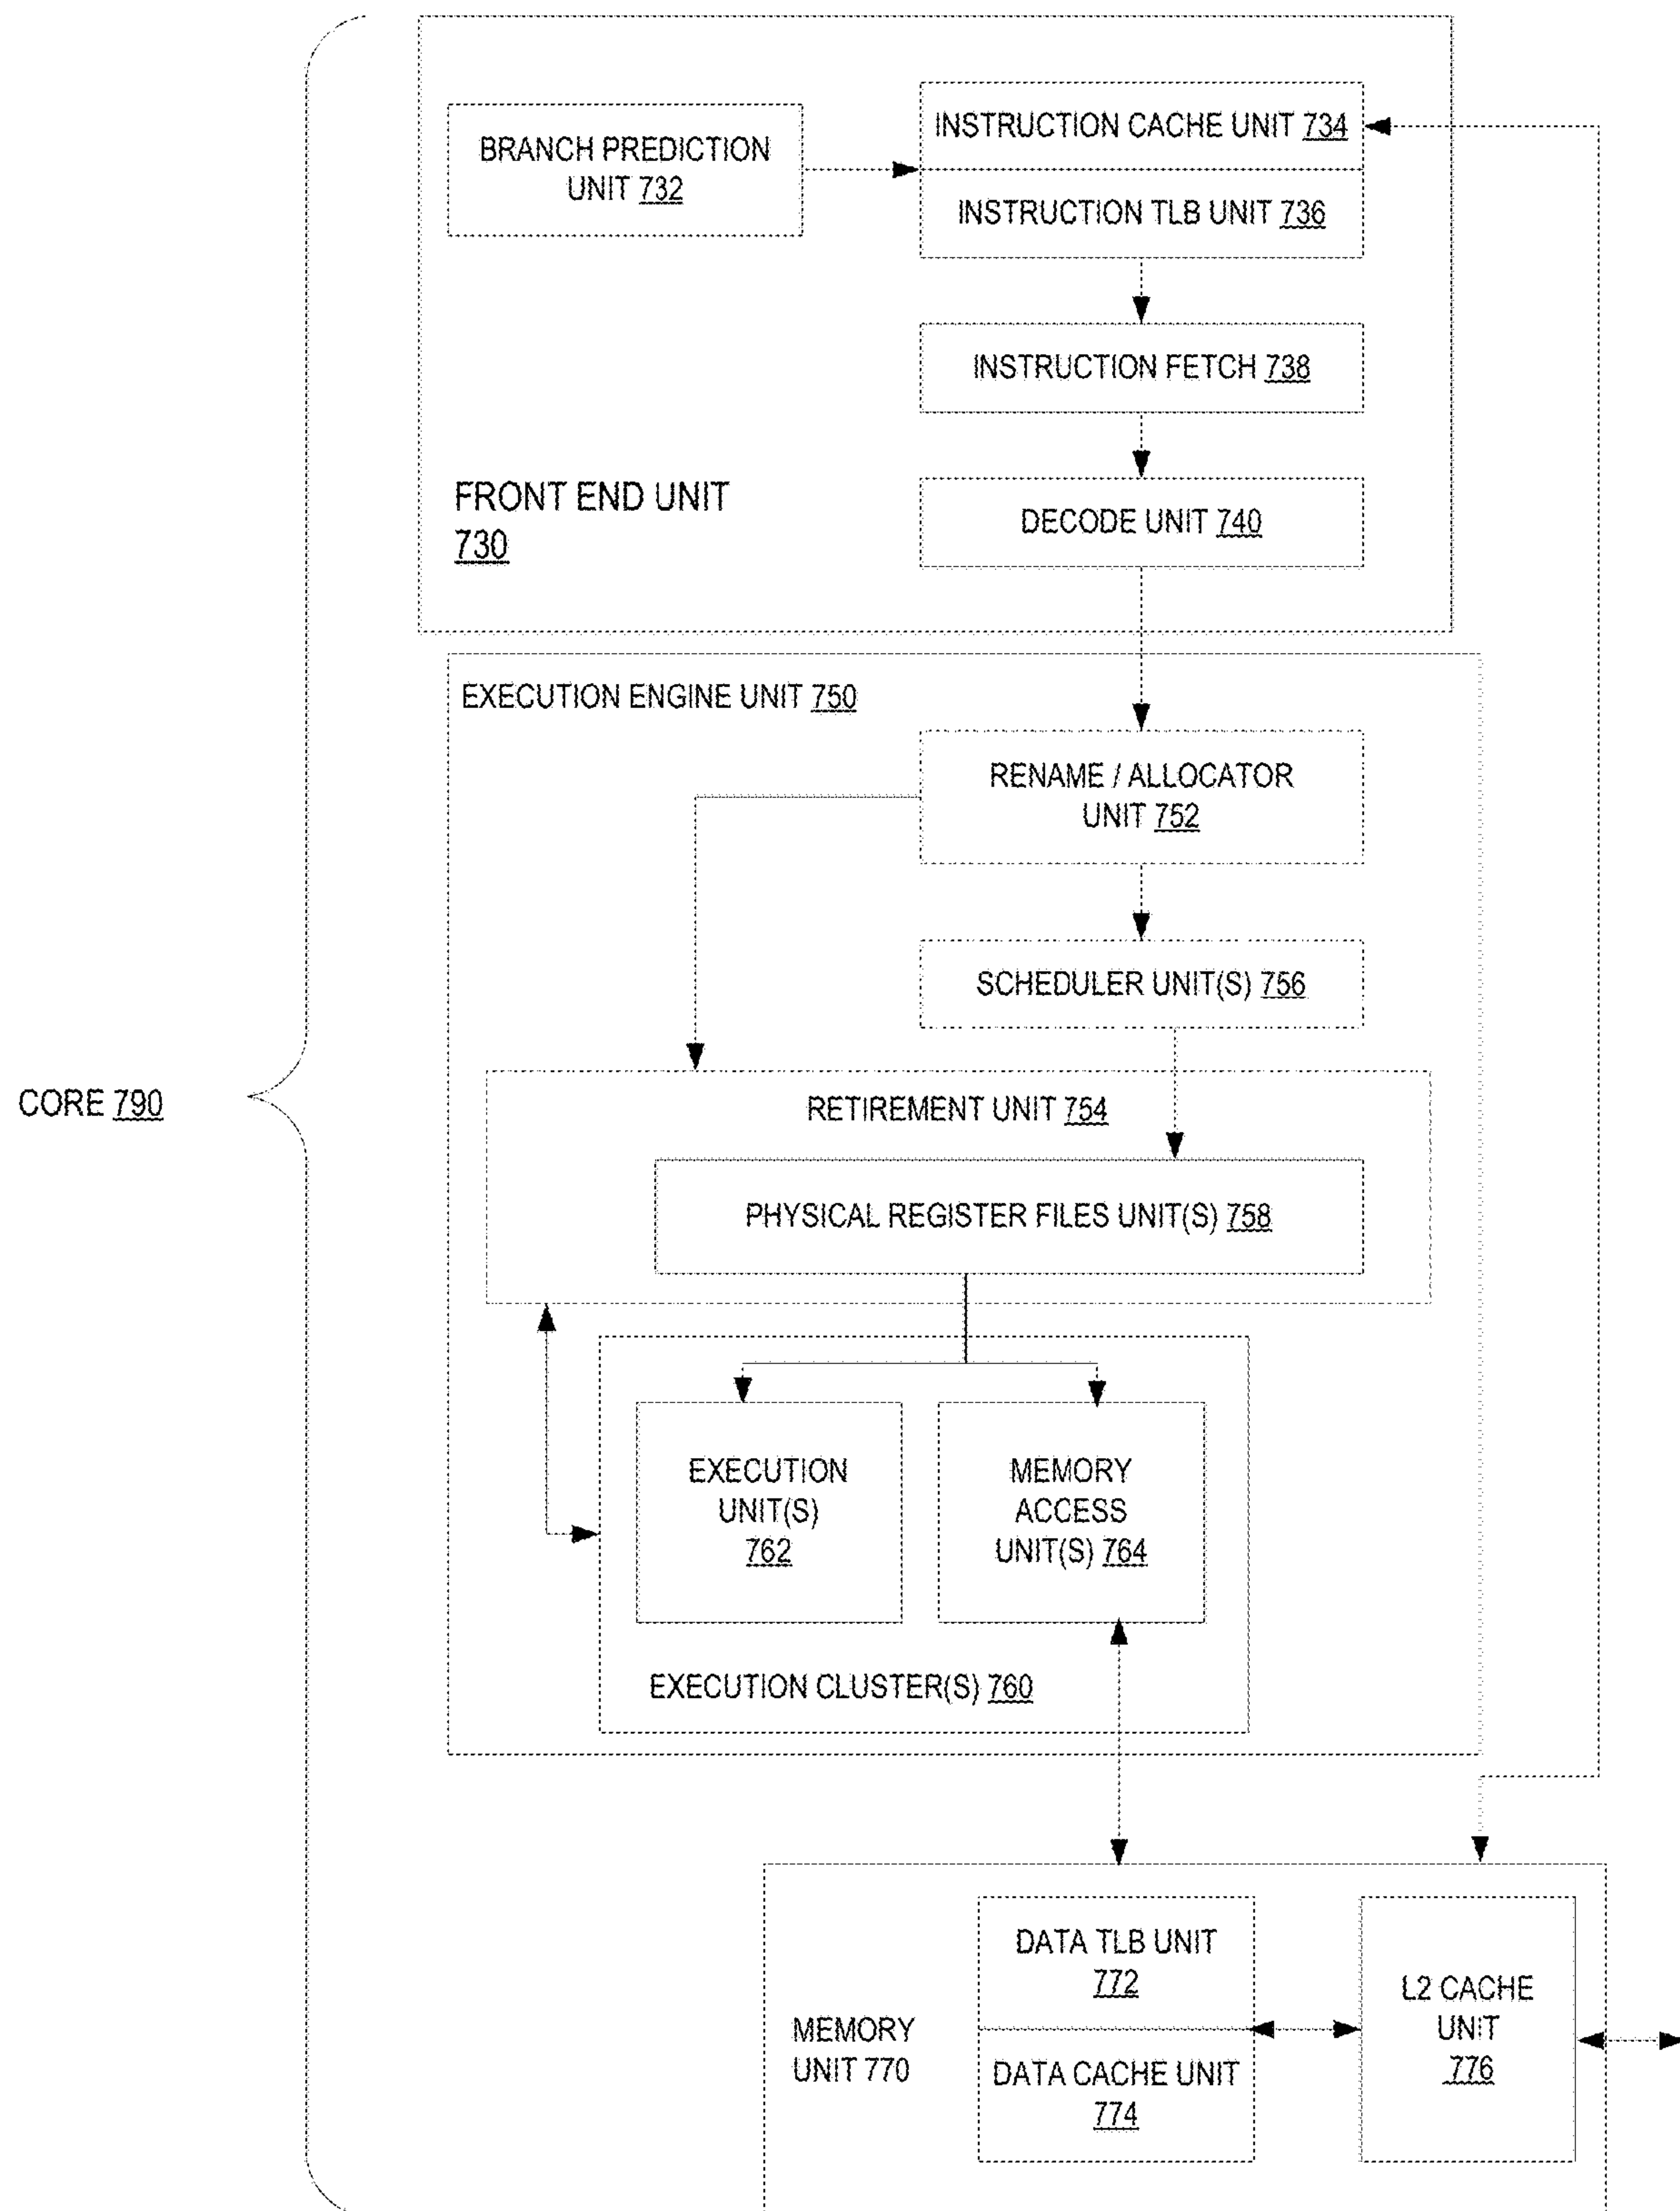 BRANCH PREDICTION
UNIT 732
INSTRUCTION CACHE UNIT 734
INSTRUCTION TLB UNIT 736
INSTRUCTION FETCH 738
FRONT END UNIT
730
DECODE UNIT 740
EXECUTION ENGINE UNIT 750
RENAME / ALLOCATOR
UNIT 752
SCHEDULER UNIT(S) 756
CORE 790
RETIREMENT UNIT 754
PHYSICAL REGISTER FILES UNIT(S) 758
EXECUTION
UNIT(S)
762
MEMORY
ACCESS
UNIT(S) 764
EXECUTION CLUSTER(S) 760
MEMORY
UNIT 770
DATA TLB UNIT
772
DATA CACHE UNIT
774
L2 CACHE
UNIT
776